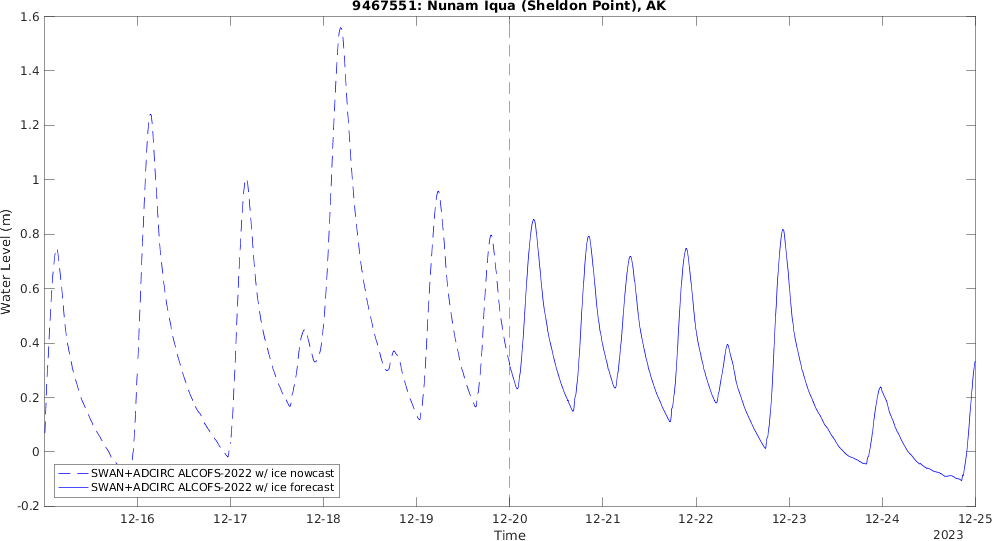 9467551: Nunam Iqua (Sheldon Point), AK
Water Level (m)
1.6
1.4
1.2
1
0.8
0.6
0.4
0.2
0
-0.2
SWAN+ADCIRC ALCOFS-2022 w/ ice nowcast
SWAN+ADCIRC ALCOFS-2022 w/ ice forecast
12-16 12-17 12-18 12-19 12-20 12-21 12-22 12-23 12-24 12-25
Time
2023